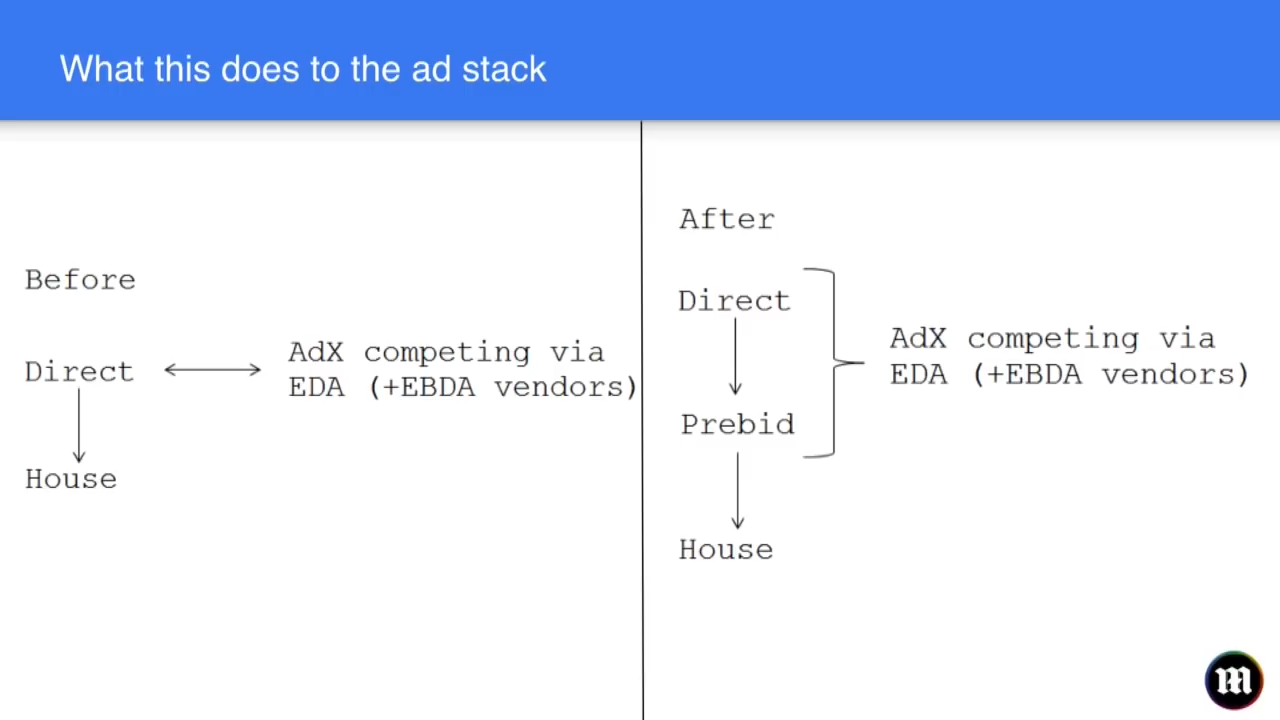 What this does to the ad stack
Before
Direct
AdX competing via
EDA (+EBDA vendors)
House
After
Direct
Prebid
House
AdX competing via
EDA (+EBDA vendors)
m